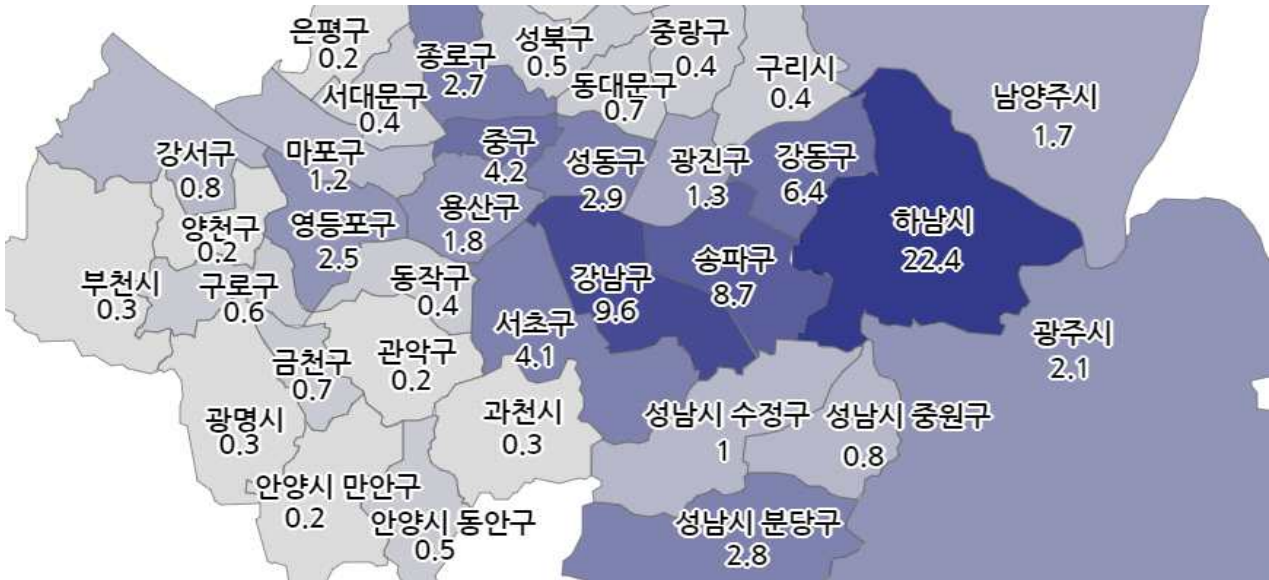 은평구
0.2
종로구
2.7
성북구
0.5
중랑구
0.4
서대문구
0.4
동대문구
0.7
구리시
0.4
남양주시
1.7
강서구
0.8
마포구
1.2
중구
4.2
성동구
2.9
광진구
1.3
강동구
6.4
양천구
0.2
영등포구
2.5
용산구
1.8
하남시
22.4
부천시
0.3
구로구
0.6
동작구
0.4
강남구
9.6
송파구
8.7
금천구
0.7
관악구
0.2
서초구
4.1
광주시
2.1
광명시
0.3
과천시
0.3
성남시 수정구
1
성남시 중원구
0.8
안양시 만안구
0.2
안양시 동안구
0.5
성남시 분당구
2.8